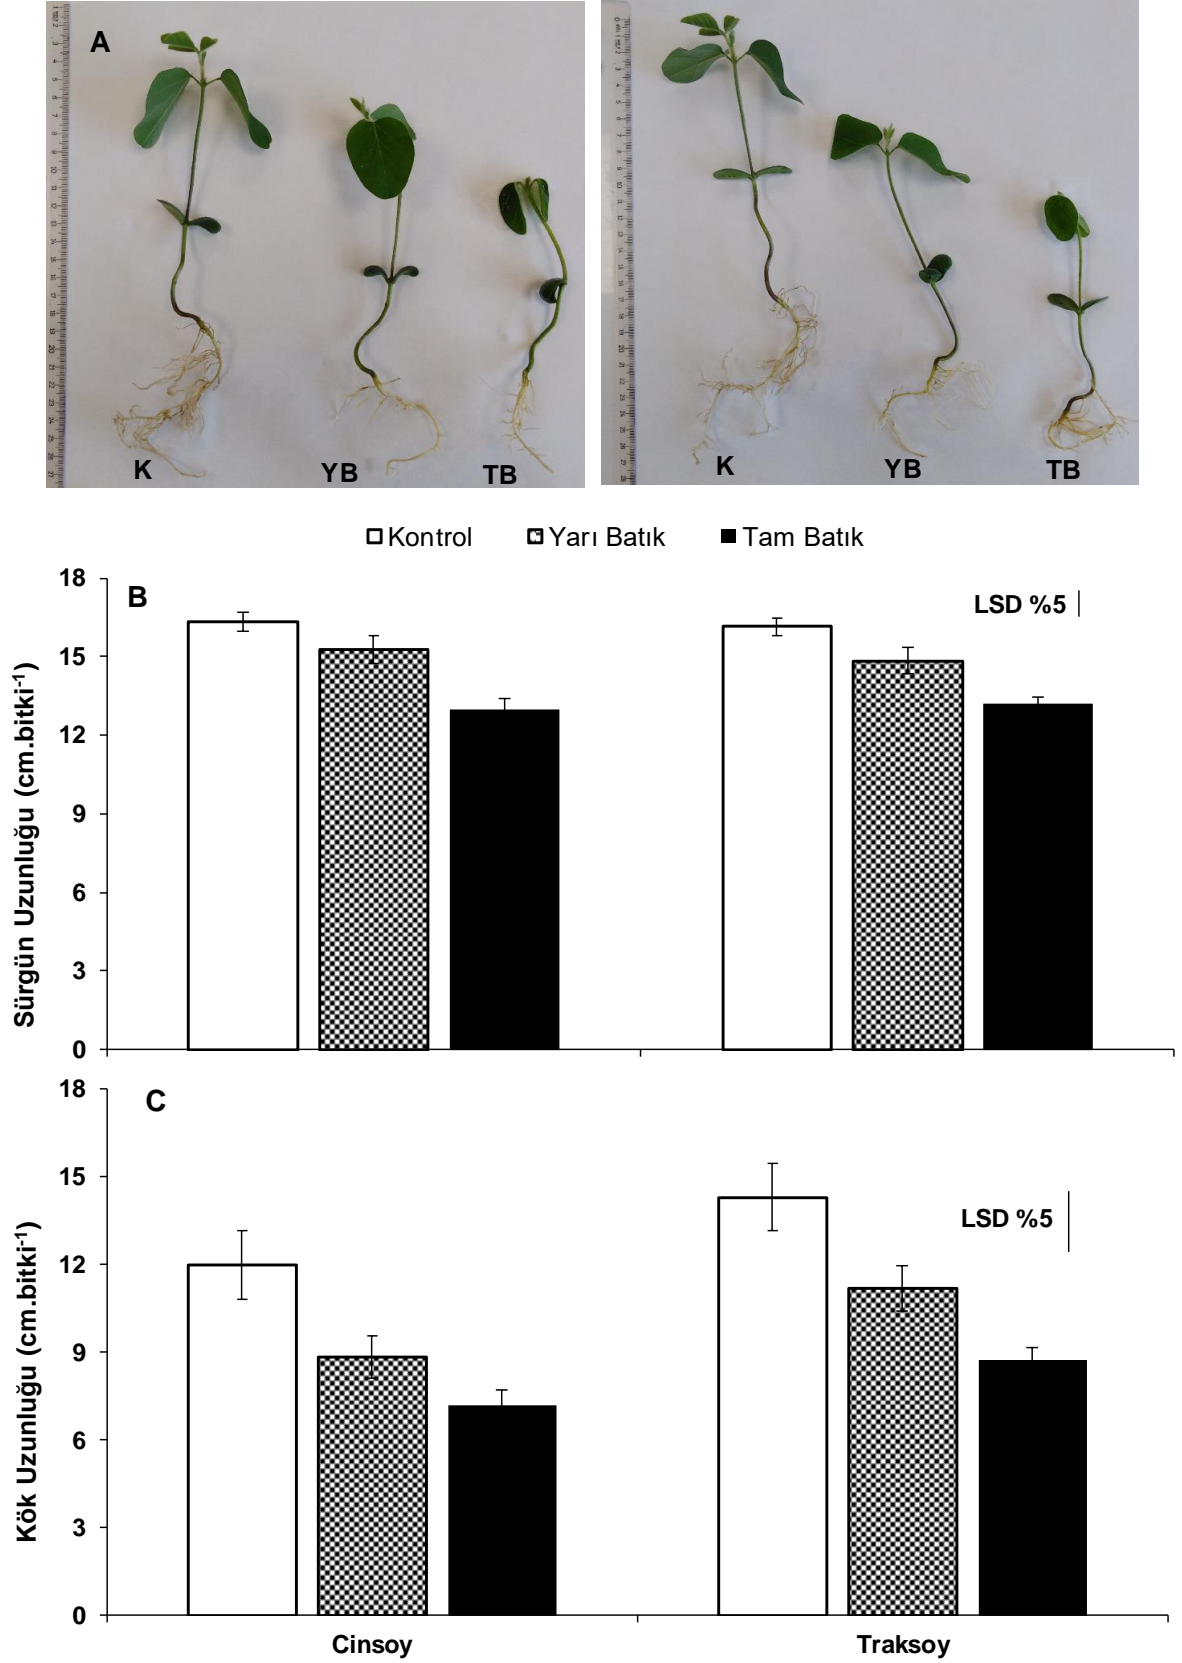 A
K YB TB
K YB TB
Kontrol Yarı Batık Tam Batık
B
LSD %5
Sürgün Uzunluğu (cm.bitki⁻¹)
18
15
12
9
6
3
0
C
LSD %5
Kök Uzunluğu (cm.bitki⁻¹)
18
15
12
9
6
3
0
Cinsoy Traksoy